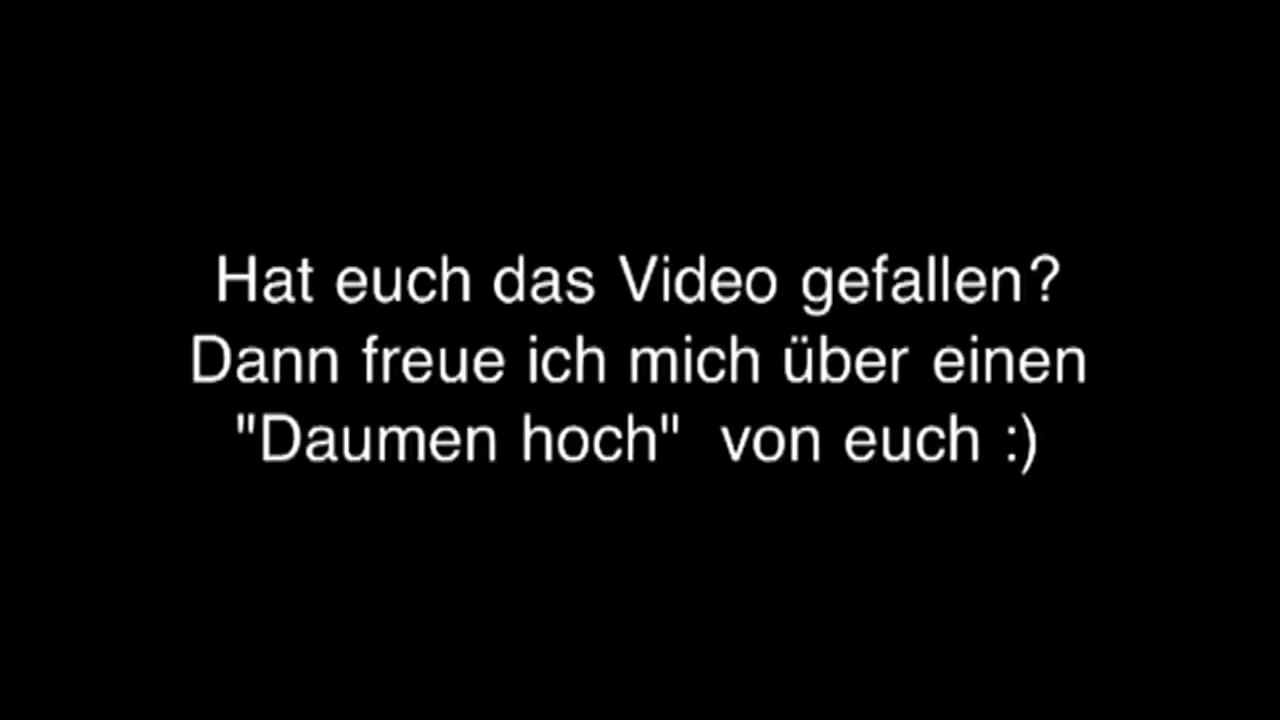 Hat euch das Video gefallen?
Dann freue ich mich über einen
"Daumen hoch"  von euch :)